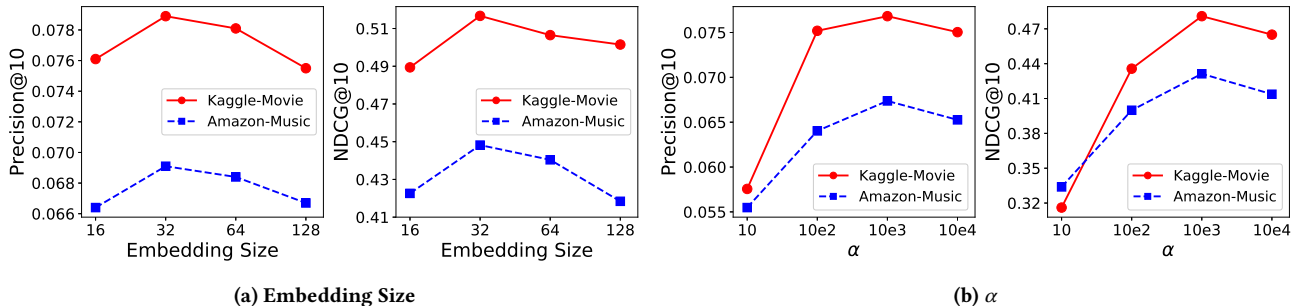 Precision@10
0.078
0.076
0.074
0.072
0.070
0.068
0.066
Kaggle-Movie
Amazon-Music
16 32 64 128
Embedding Size
NDCG@10
0.51
0.49
0.47
0.45
0.43
0.41
Kaggle-Movie
Amazon-Music
16 32 64 128
Embedding Size
(a) Embedding Size
Precision@10
0.075
0.070
0.065
0.060
0.055
Kaggle-Movie
Amazon-Music
10 10e2 10e3 10e4
α
NDCG@10
0.47
0.44
0.41
0.38
0.35
0.32
Kaggle-Movie
Amazon-Music
10 10e2 10e3 10e4
α
(b) α